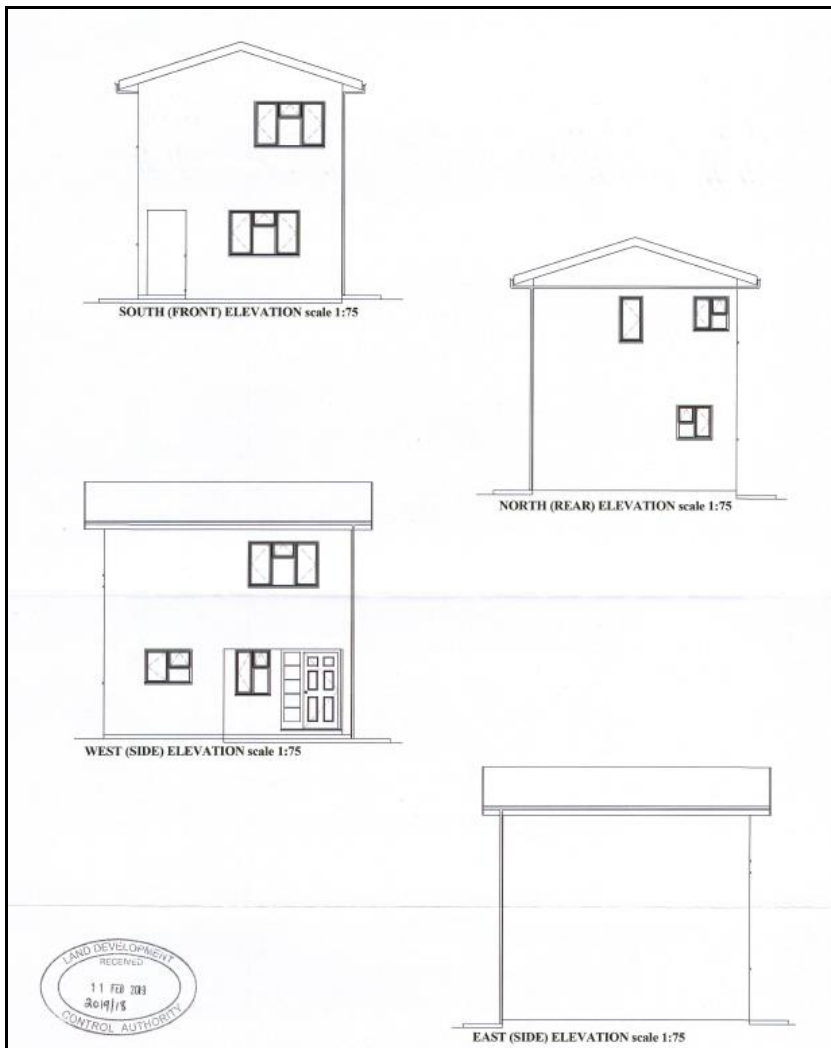 SOUTH (FRONT) ELEVATION scale 1:75
NORTH (REAR) ELEVATION scale 1:75
WEST (SIDE) ELEVATION scale 1:75
EAST (SIDE) ELEVATION scale 1:75
LAND DEVELOPMENT
RECEIVED
11 FEB 2019
2019/18
CONTROL AUTHORITY